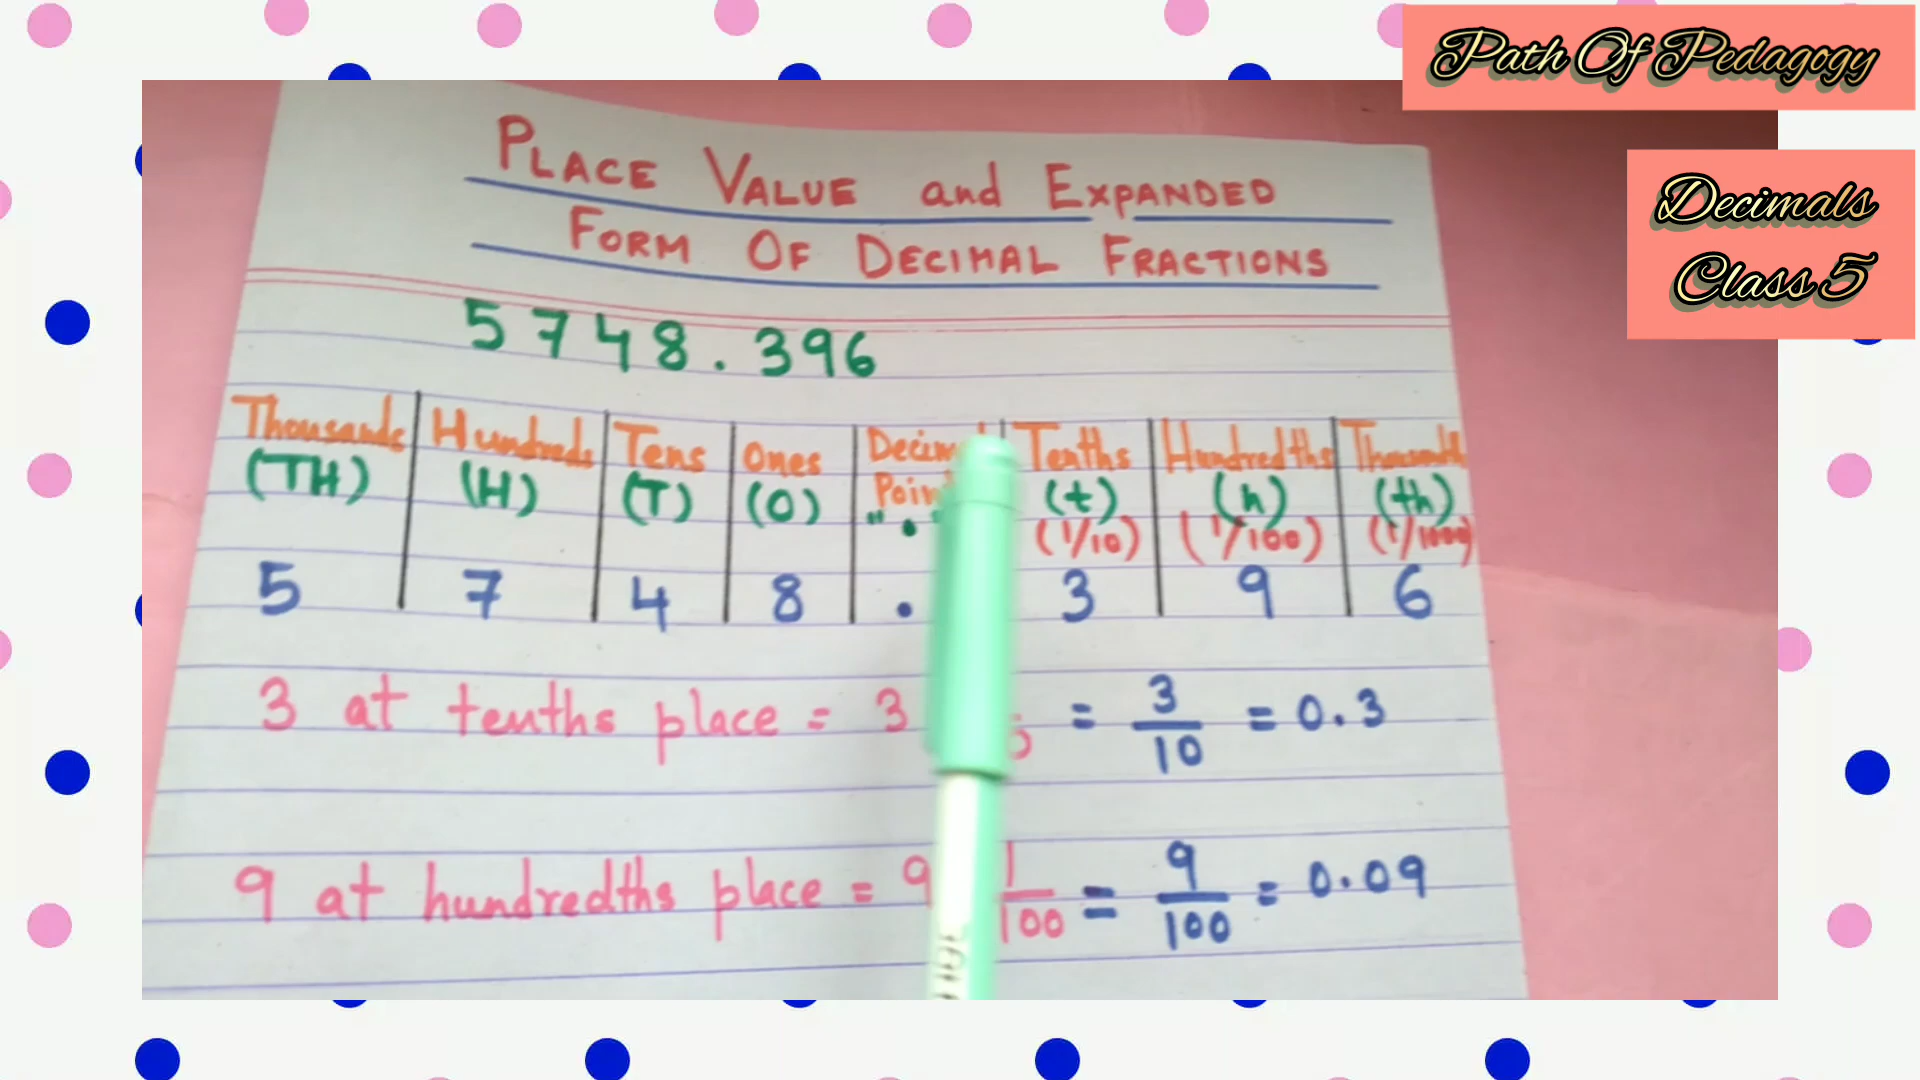 Path Of Pedagogy
Decimals
Class 5
PLACE VALUE and EXPANDED
FORM OF DECIMAL FRACTIONS
5748.396
Thousands Hundreds Tens Ones Tenths Hundredths
(TH) (H) (T) (O) " . (t) (h) (th)
(1/10) (1/100) (1/1000)
5 7 4 8 . 3 9 6
3 at tenths place = 3 = 3/10 = 0.3
9 at hundredths place = 9 1/100 = 9/100 = 0.09